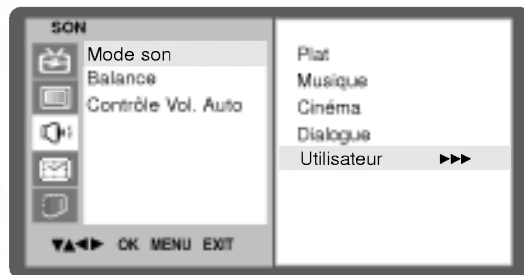 SON
Mode son
Balance
Contrôle Vol. Auto
▼▲◀▶ OK MENU EXIT
Plat
Musique
Cinéma
Dialogue
Utilisateur ▶▶▶